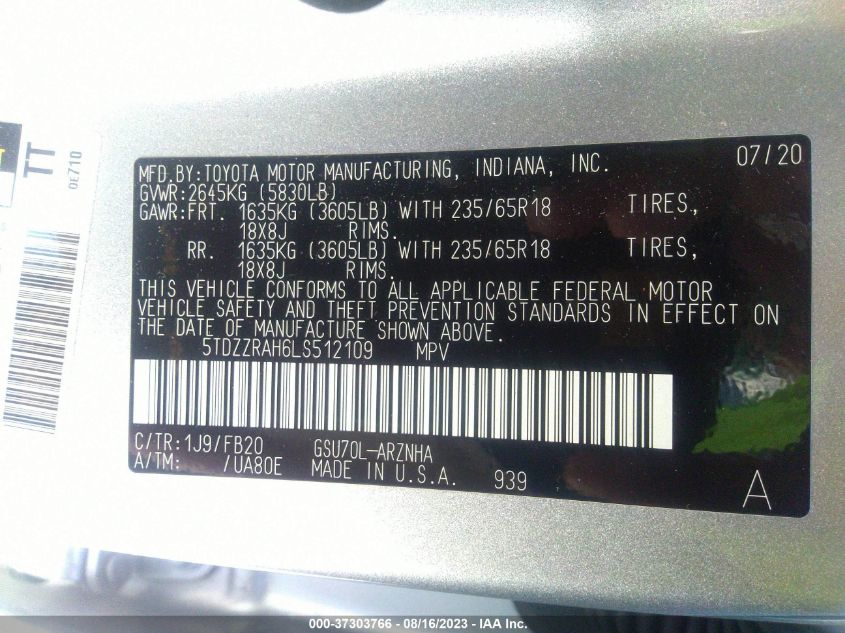 TT
0E710
MFD.BY:TOYOTA MOTOR MANUFACTURING, INDIANA, INC. 07/20
GVWR:2645KG (5830LB)
GAWR:FRT. 1635KG (3605LB) WITH 235/65R18 TIRES,
18X8J RIMS.
RR. 1635KG (3605LB) WITH 235/65R18 TIRES,
18X8J RIMS.
THIS VEHICLE CONFORMS TO ALL APPLICABLE FEDERAL MOTOR
VEHICLE SAFETY AND THEFT PREVENTION STANDARDS IN EFFECT ON
THE DATE OF MANUFACTURE SHOWN ABOVE.
5TDZZRAH6LS512109 MPV
C/TR:1J9/FB20 GSU70L-ARZNHA
A/TM: /UA80E MADE IN U.S.A. 939
A
000-37303766 - 08/16/2023 - IAA Inc.